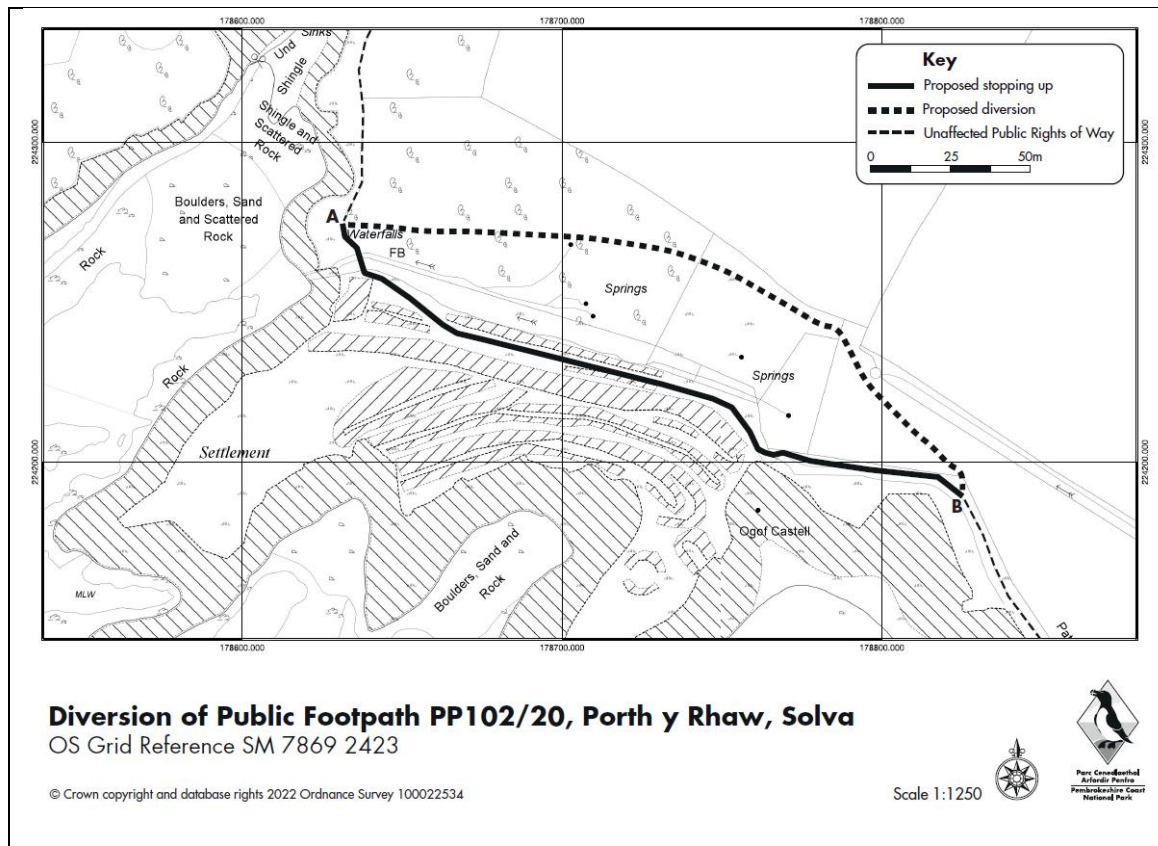 178600.000
178700.000
178800.000
Sinks
Und
Shingle
Shingle and
Scattered
Rock
Key
Proposed stopping up
Proposed diversion
Unaffected Public Rights of Way
0 25 50m
224300.000
224300.000
Boulders, Sand
and Scattered
Rock
A
Waterfalls
FB
Rock
Springs
Rock
Springs
Settlement
224200.000
224200.000
B
Ogof Castell
Boulders, Sand and
Rock
MLW
178600.000
178700.000
178800.000
Diversion of Public Footpath PP102/20, Porth y Rhaw, Solva
OS Grid Reference SM 7869 2423
© Crown copyright and database rights 2022 Ordnance Survey 100022534
Scale 1:1250
Parc Cenedlaethol
Arfordir Penfro
Pembrokeshire Coast
National Park